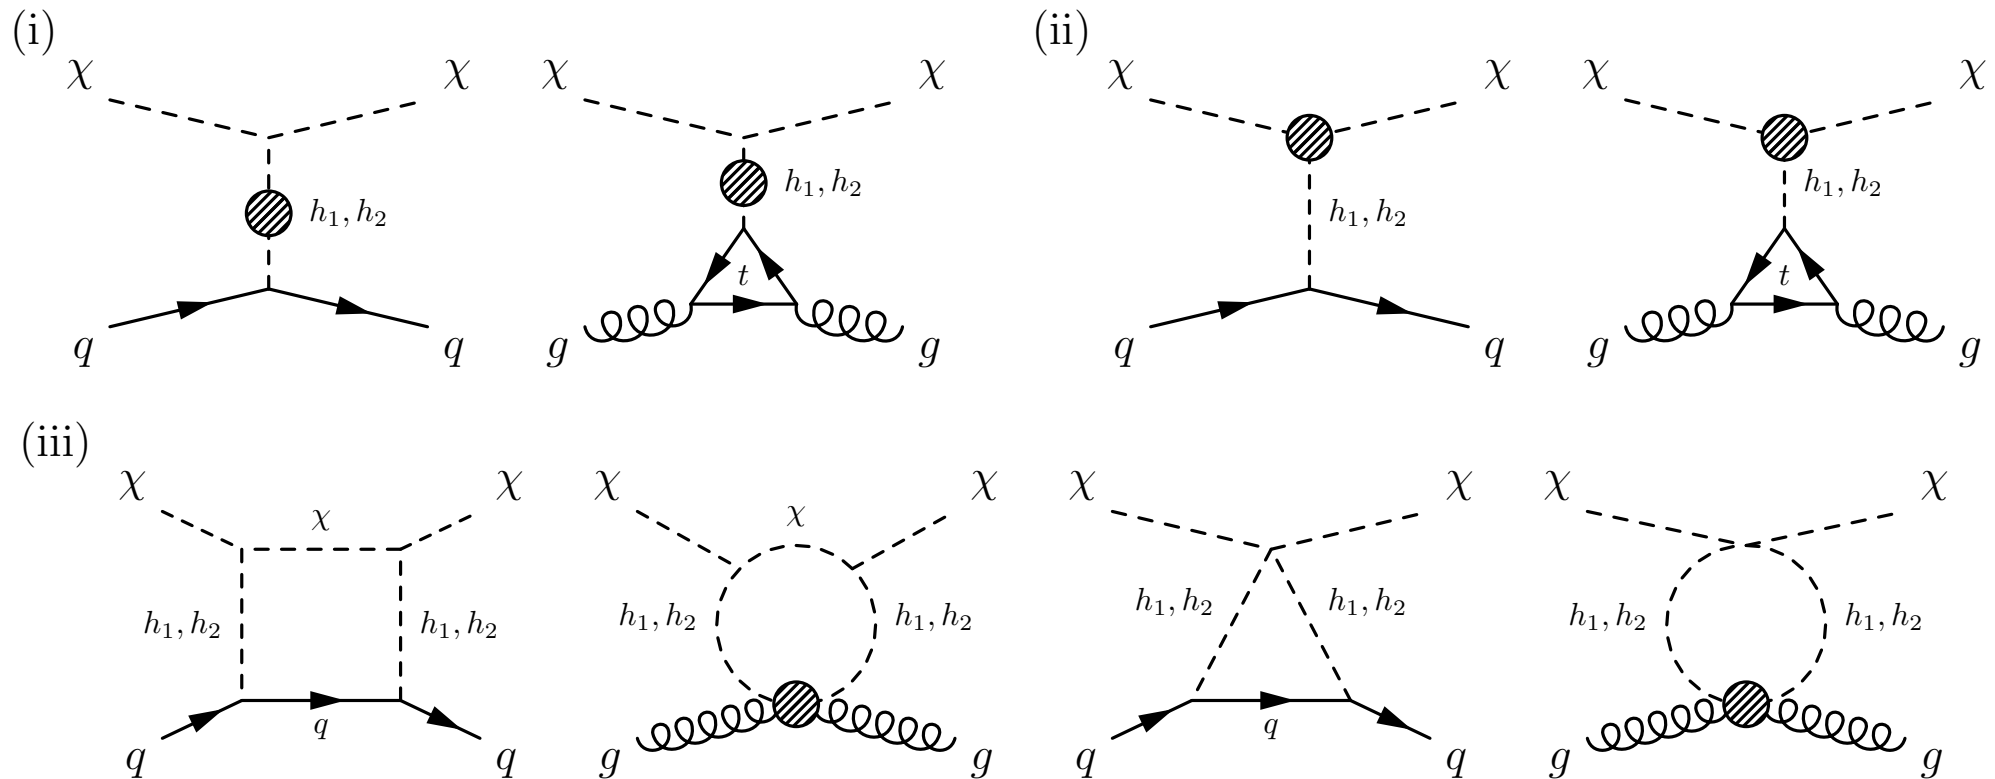 (i) (ii)
χ χ χ χ χ χ χ χ
h₁, h₂ h₁, h₂ h₁, h₂ h₁, h₂
t t
q q g g q q g g
(iii)
χ χ χ χ χ χ χ χ
χ χ
h₁, h₂ h₁, h₂ h₁, h₂ h₁, h₂ h₁, h₂ h₁, h₂ h₁, h₂ h₁, h₂
q q
q q g g q q g g